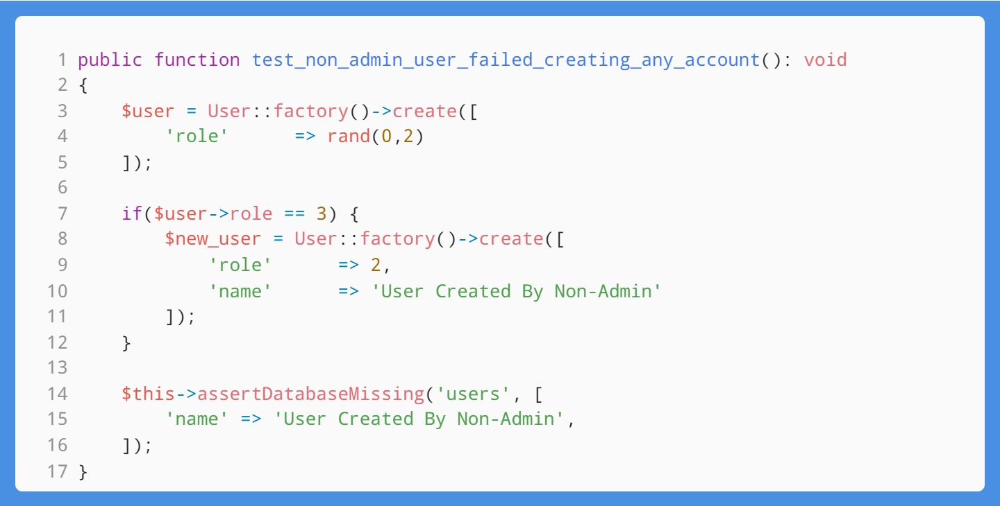 1 public function test_non_admin_user_failed_creating_any_account(): void
2 {
3     $user = User::factory()->create([
4         'role'      => rand(0,2)
5     ]);
6
7     if($user->role == 3) {
8         $new_user = User::factory()->create([
9             'role'      => 2,
10             'name'      => 'User Created By Non-Admin'
11         ]);
12     }
13
14     $this->assertDatabaseMissing('users', [
15         'name' => 'User Created By Non-Admin',
16     ]);
17 }